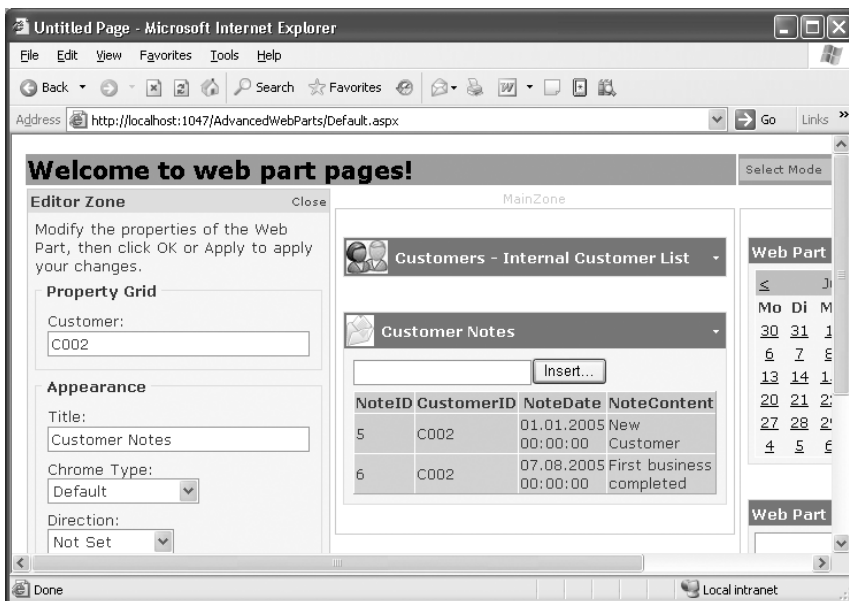 Untitled Page - Microsoft Internet Explorer
File Edit View Favorites Tools Help
Back Search Favorites
Address http://localhost:1047/AdvancedWebParts/Default.aspx Go Links »
Welcome to web part pages! Select Mode
Editor Zone Close
Modify the properties of the Web
Part, then click OK or Apply to apply
your changes.
Property Grid
Customer:
C002
Appearance
Title:
Customer Notes
Chrome Type:
Default
Direction:
Not Set
MainZone
Customers - Internal Customer List
Customer Notes
Insert...
NoteID CustomerID NoteDate NoteContent
5 C002 01.01.2005 New
00:00:00 Customer
6 C002 07.08.2005 First business
00:00:00 completed
Web Part
<
Mo Di M
30 31 1
6 7
13 14
20 21
27 28
4 5
Web Part
Done Local intranet